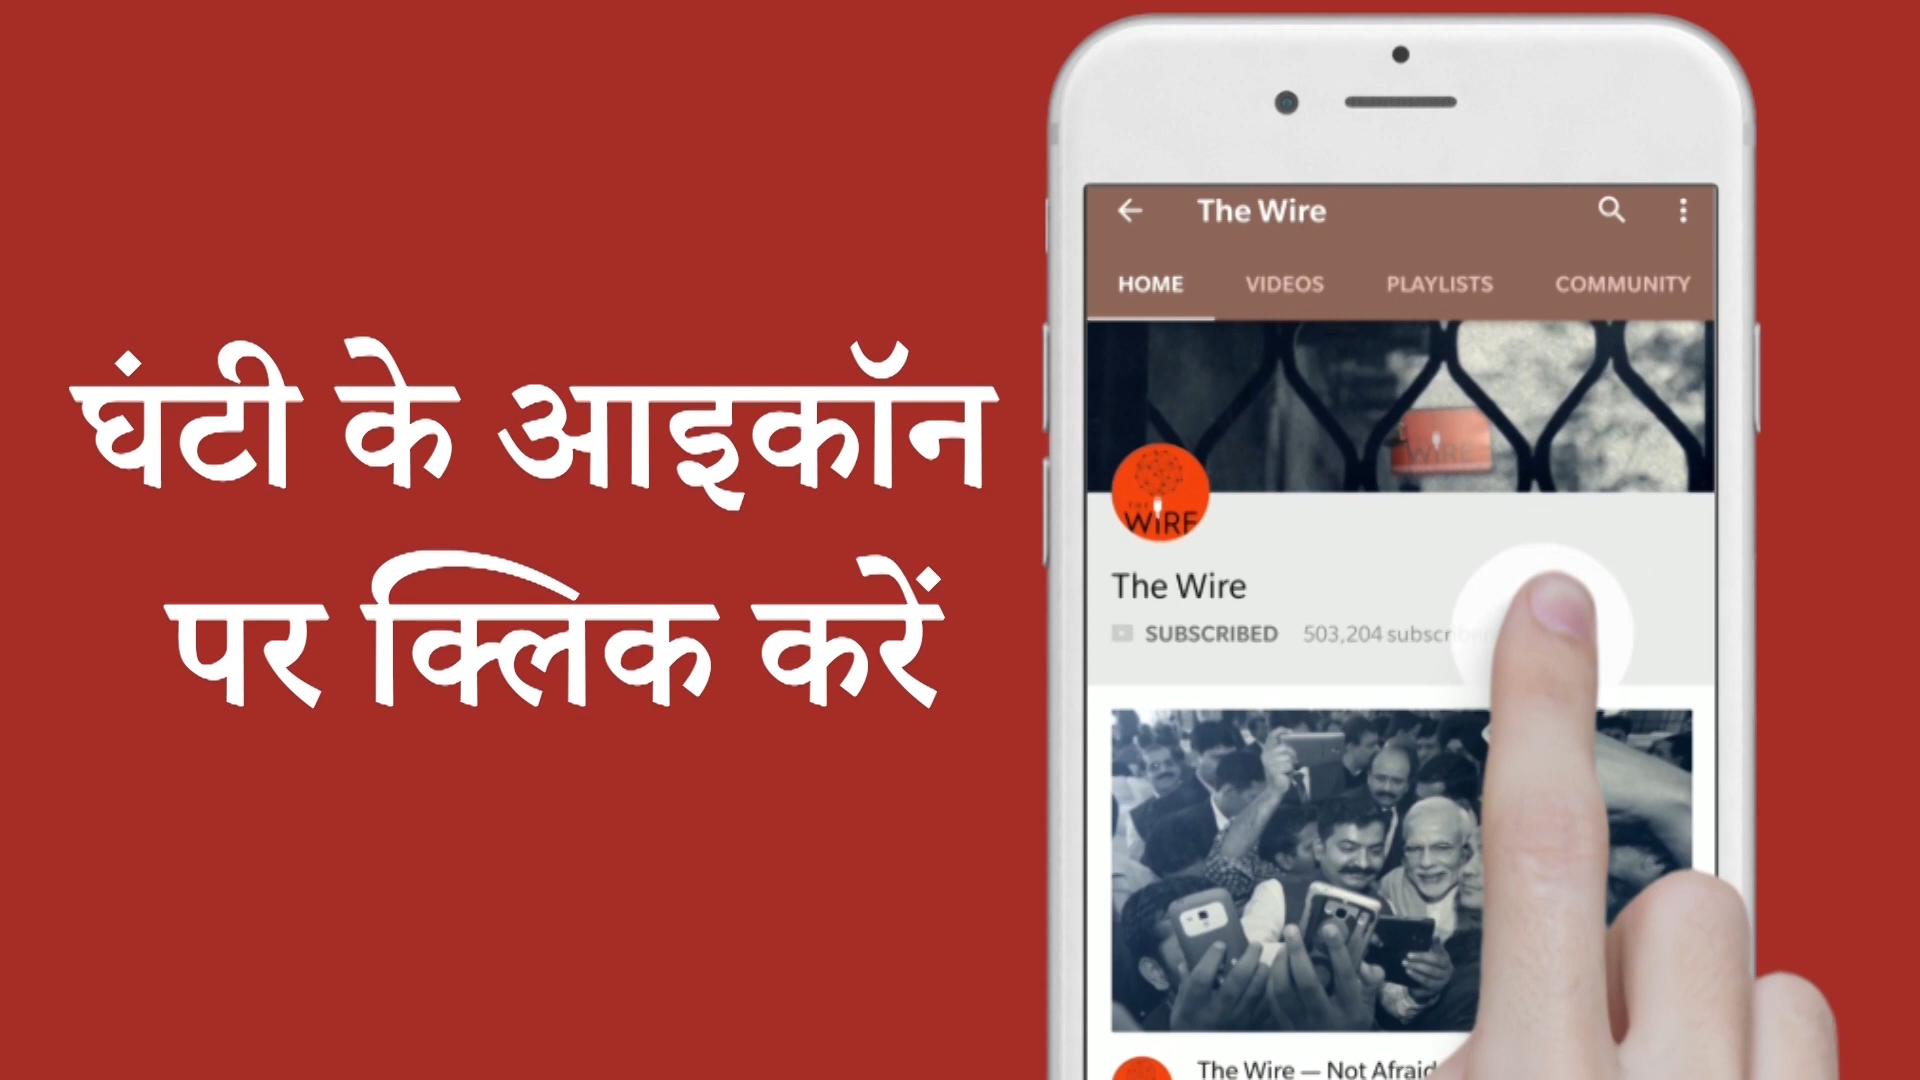 घंटी के आइकॉन
पर क्लिक करें
The Wire
HOME VIDEOS PLAYLISTS COMMUNITY
WIRE
WIRE
The Wire
SUBSCRIBED 503,204
The Wire — Not Afraid